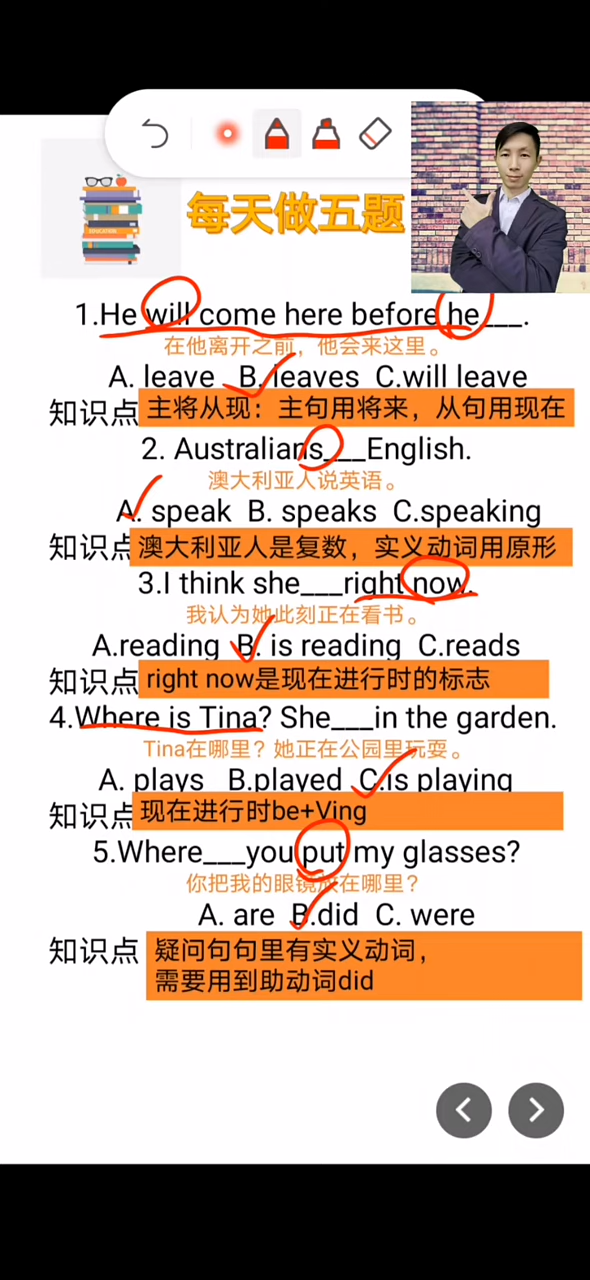 每天做五题
1.He will come here before he___.
在他离开之前，他会来这里。
A. leave B. leaves C.will leave
知识点 主将从现：主句用将来，从句用现在
2. Australians___English.
澳大利亚人说英语。
A. speak B. speaks C.speaking
知识点 澳大利亚人是复数，实义动词用原形
3.I think she___right now.
我认为她此刻正在看书。
A.reading B. is reading C.reads
知识点 right now是现在进行时的标志
4.Where is Tina? She___in the garden.
Tina在哪里？她正在公园里玩耍。
A. plays B.played C.is playing
知识点 现在进行时be+Ving
5.Where___you put my glasses?
你把我的眼镜放在哪里？
A. are B.did C. were
知识点 疑问句句里有实义动词，
需要用到助动词did